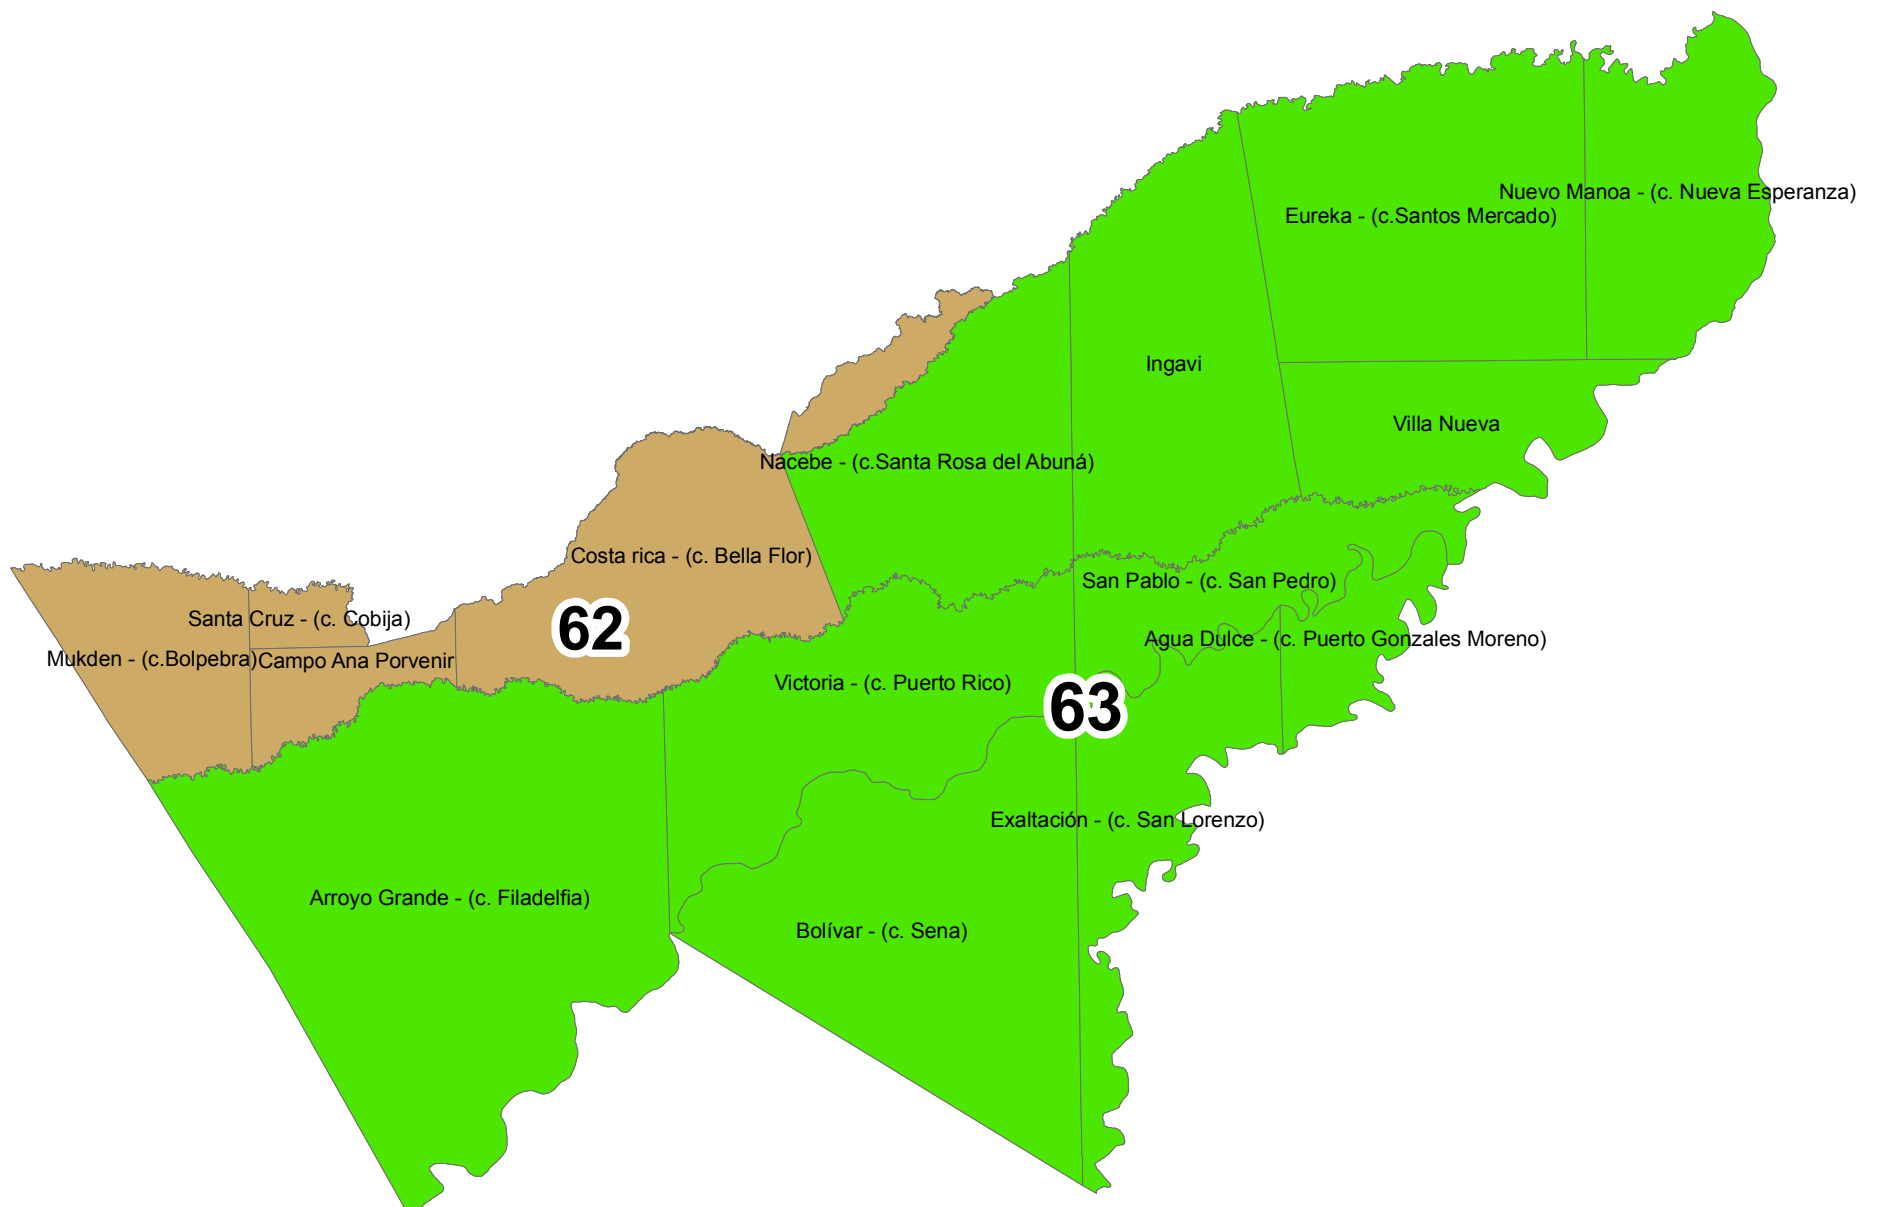 Nuevo Manoa - (c. Nueva Esperanza)
Eureka - (c.Santos Mercado)
Ingavi
Villa Nueva
Nacebe - (c.Santa Rosa del Abuná)
Costa rica - (c. Bella Flor)
San Pablo - (c. San Pedro)
Santa Cruz - (c. Cobija)
62
Agua Dulce - (c. Puerto Gonzales Moreno)
Mukden - (c.Bolpebra)
Campo Ana Porvenir
Victoria - (c. Puerto Rico)
63
Exaltación - (c. San Lorenzo)
Arroyo Grande - (c. Filadelfia)
Bolívar - (c. Sena)